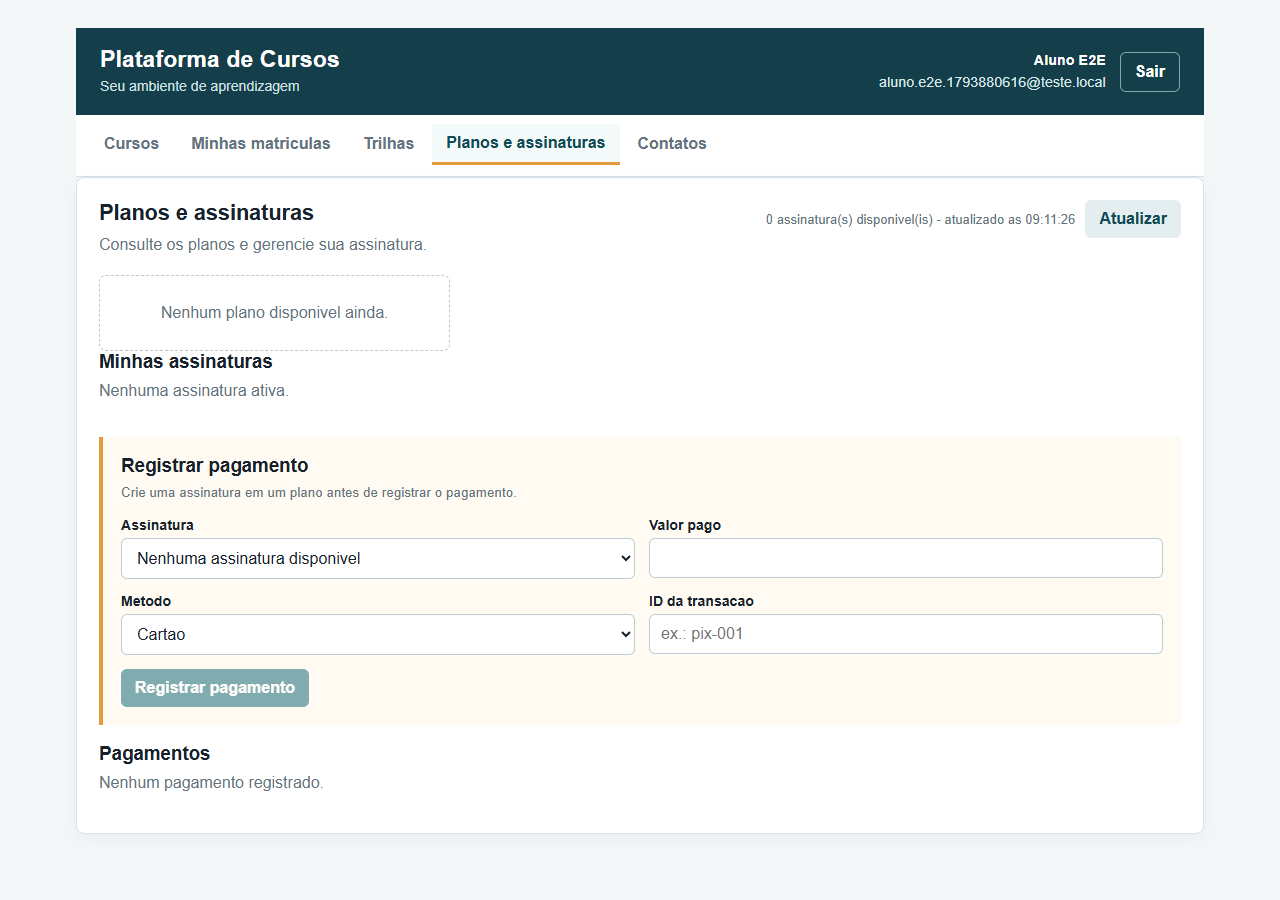 Plataforma de Cursos
Seu ambiente de aprendizagem
Aluno E2E
aluno.e2e.1793880616@teste.local
Sair
Cursos
Minhas matriculas
Trilhas
Planos e assinaturas
Contatos
Planos e assinaturas
Consulte os planos e gerencie sua assinatura.
0 assinatura(s) disponivel(is) - atualizado as 09:11:26
Atualizar
Nenhum plano disponivel ainda.
Minhas assinaturas
Nenhuma assinatura ativa.
Registrar pagamento
Crie uma assinatura em um plano antes de registrar o pagamento.
Assinatura
Valor pago
Nenhuma assinatura disponivel
Metodo
ID da transacao
Cartao
ex.: pix-001
Registrar pagamento
Pagamentos
Nenhum pagamento registrado.